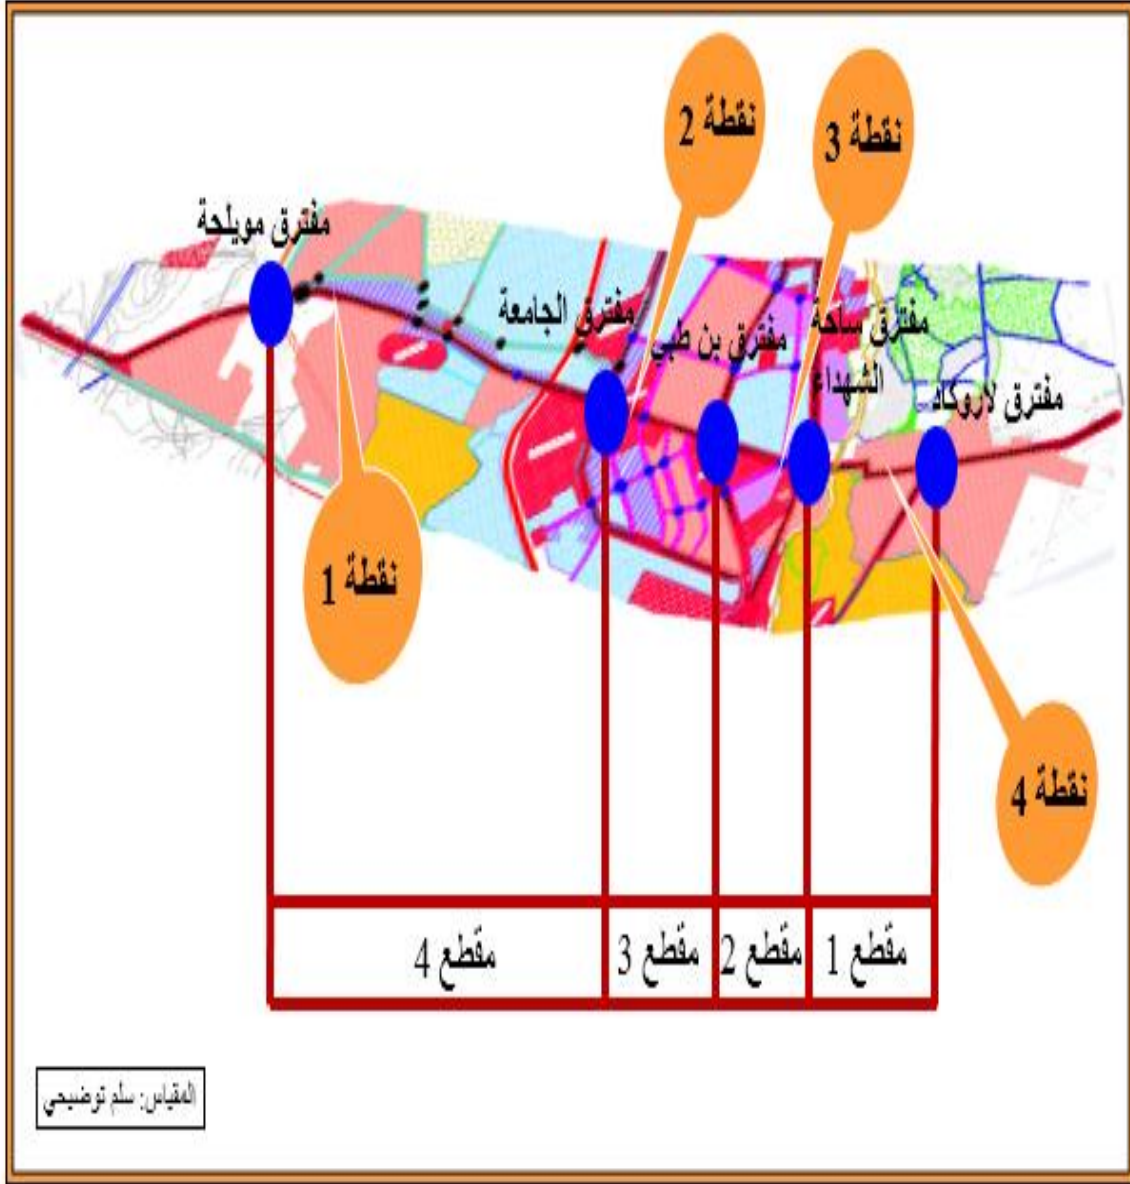 نقطة 2
نقطة 3
مفترق مويلحة
مفترق الجامعة
مفترق بن طبي
مفترق ساحة
الشهداء
مفترق لاروكاد
نقطة 1
نقطة 4
مقطع 4
مقطع 3
مقطع 2
مقطع 1
المقياس: سلم توضيحي